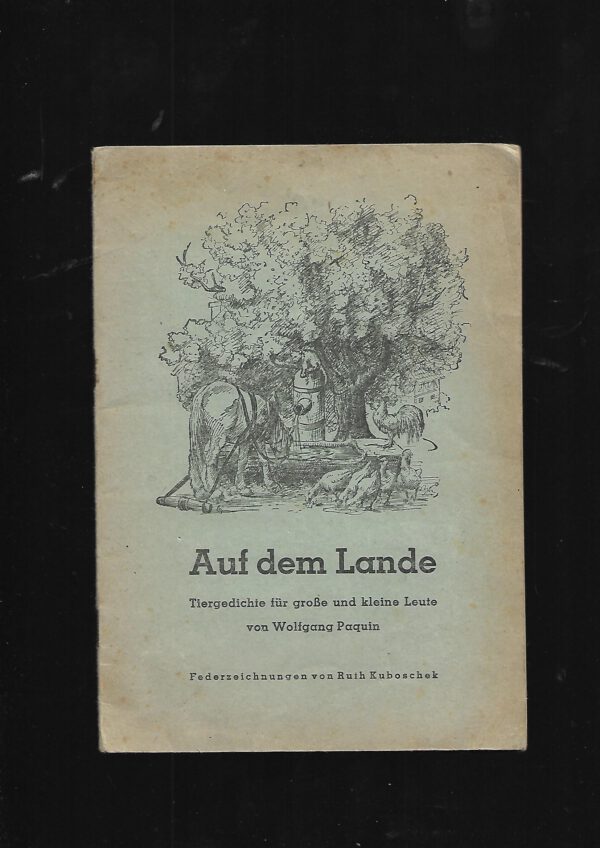 Auf dem Lande
Tiergedichte für große und kleine Leute
von Wolfgang Paquin
Federzeichnungen von Ruth Kuboschek